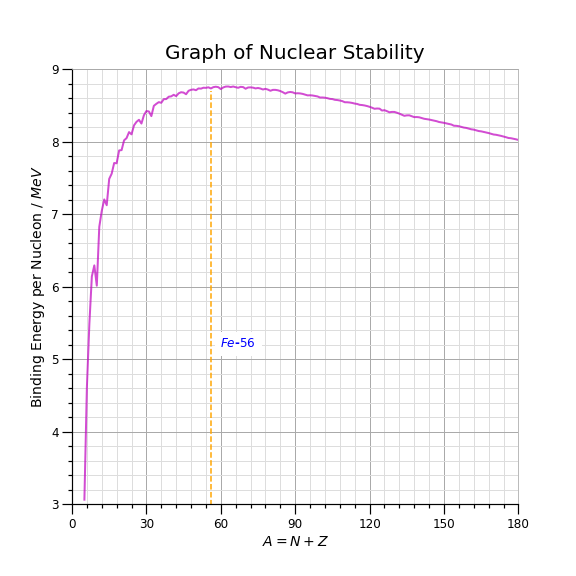 Graph of Nuclear Stability
Binding Energy per Nucleon / MeV
9
8
7
6
5
4
3
Fe-56
0 30 60 90 120 150 180
A = N + Z